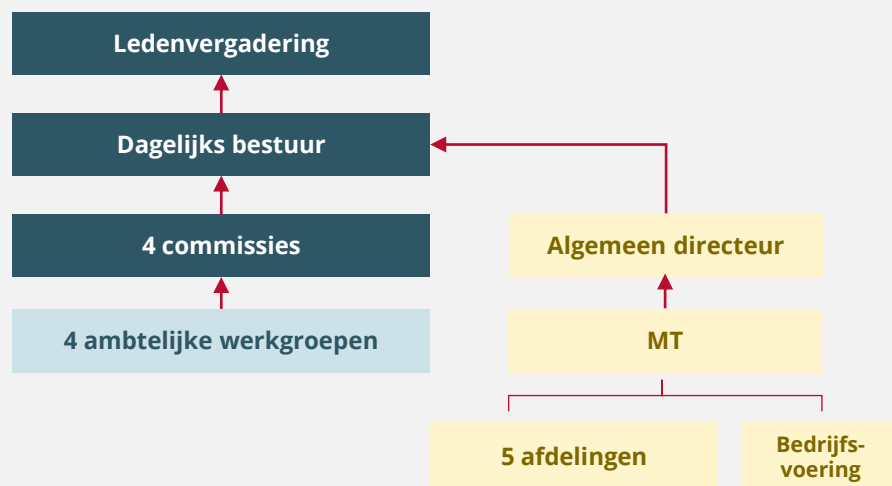 Ledenvergadering
Dagelijks bestuur
4 commissies
Algemeen directeur
4 ambtelijke werkgroepen
MT
5 afdelingen
Bedrijfs-
voering